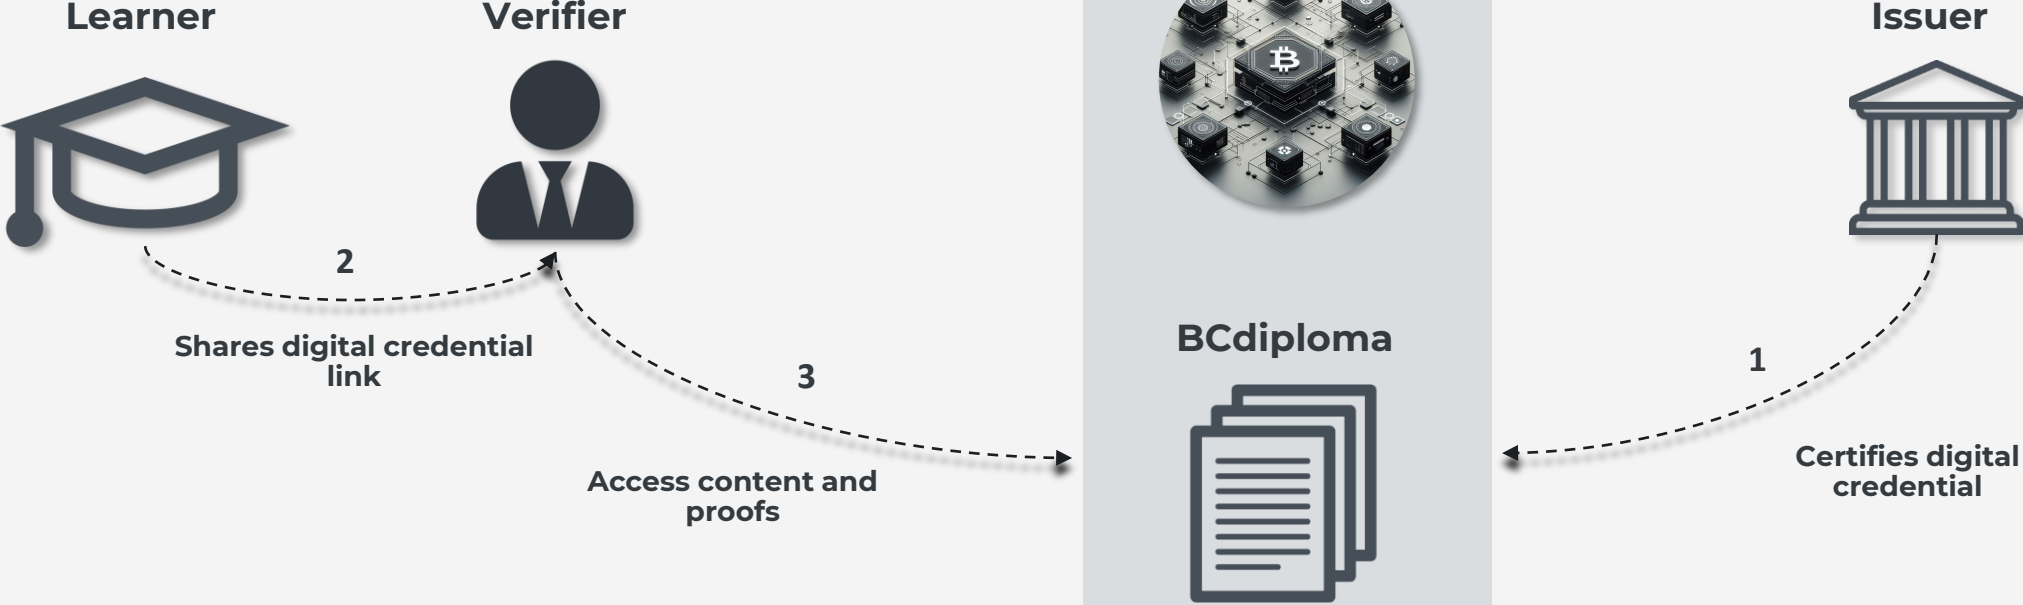 Learner
Verifier
Issuer
2
Shares digital credential
link
3
Access content and
proofs
BCdiploma
1
Certifies digital
credential